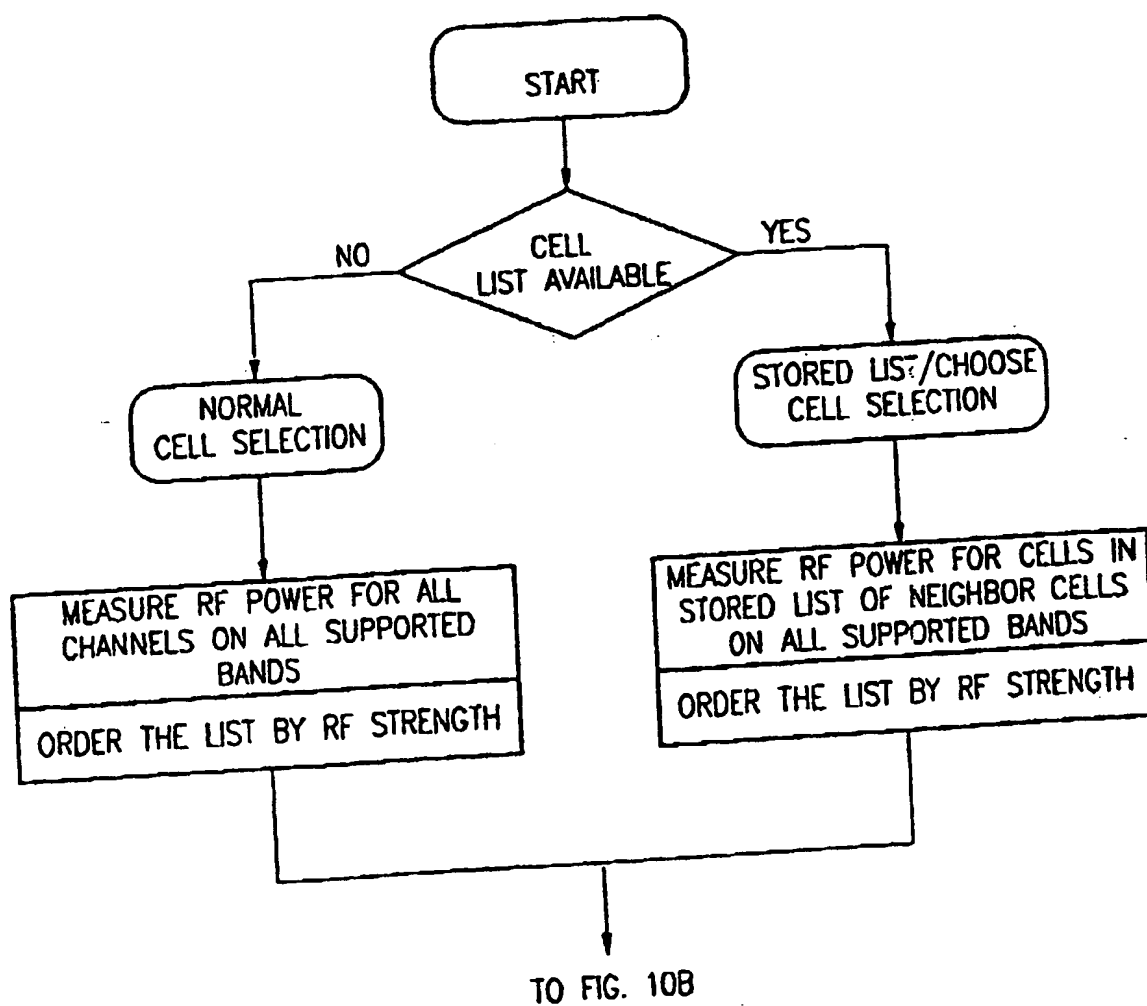 START
CELL
LIST AVAILABLE
NO
YES
NORMAL
CELL SELECTION
STORED LIST/CHOOSE
CELL SELECTION
MEASURE RF POWER FOR ALL
CHANNELS ON ALL SUPPORTED
BANDS
ORDER THE LIST BY RF STRENGTH
MEASURE RF POWER FOR CELLS IN
STORED LIST OF NEIGHBOR CELLS
ON ALL SUPPORTED BANDS
ORDER THE LIST BY RF STRENGTH
TO FIG. 10B